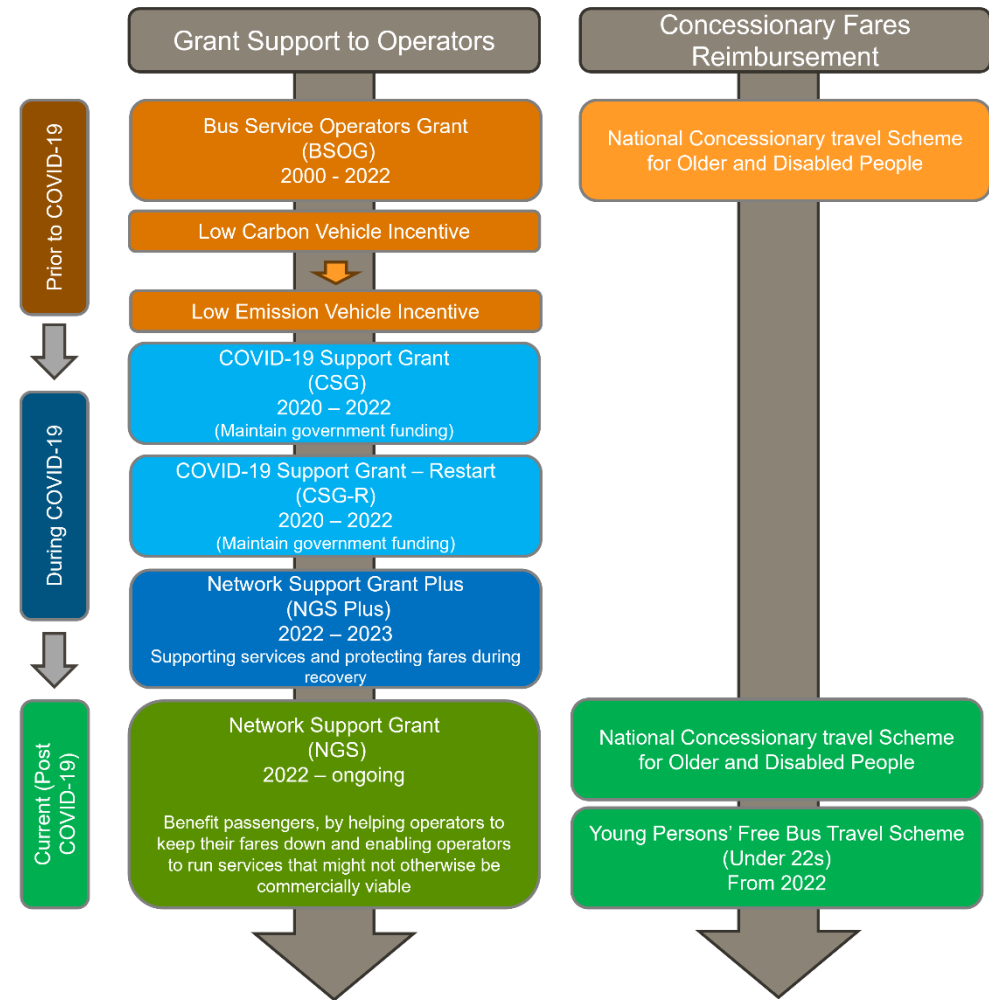 Grant Support to Operators
Concessionary Fares
Reimbursement
Prior to COVID-19
Bus Service Operators Grant
(BSOG)
2000 - 2022
National Concessionary travel Scheme
for Older and Disabled People
Low Carbon Vehicle Incentive
Low Emission Vehicle Incentive
During COVID-19
COVID-19 Support Grant
(CSG)
2020 – 2022
(Maintain government funding)
COVID-19 Support Grant – Restart
(CSG-R)
2020 – 2022
(Maintain government funding)
Network Support Grant Plus
(NGS Plus)
2022 – 2023
Supporting services and protecting fares during
recovery
Current (Post
COVID-19)
Network Support Grant
(NGS)
2022 – ongoing
Benefit passengers, by helping operators to
keep their fares down and enabling operators
to run services that might not otherwise be
commercially viable
National Concessionary travel Scheme
for Older and Disabled People
Young Persons’ Free Bus Travel Scheme
(Under 22s)
From 2022